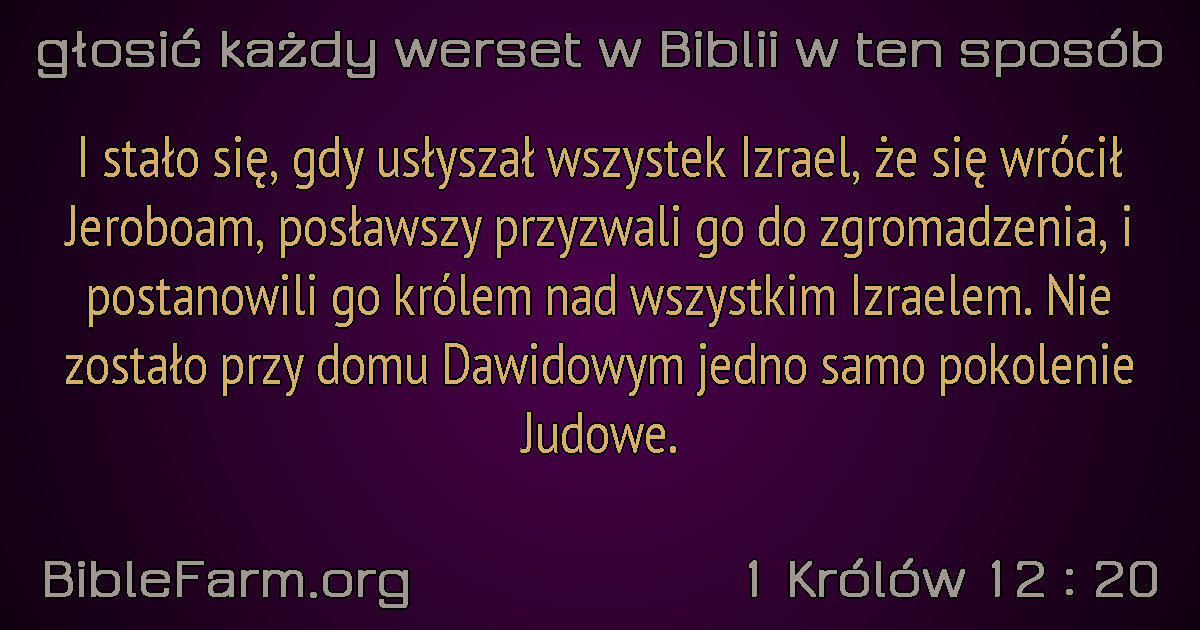 głosić każdy werset w Biblii w ten sposób
I stało się, gdy usłyszał wszystek Izrael, że się wrócił
Jeroboam, posławszy przyzwali go do zgromadzenia, i
postanowili go królem nad wszystkim Izraelem. Nie
zostało przy domu Dawidowym jedno samo pokolenie
Judowe.
BibleFarm.org
1 Królów 12 : 20